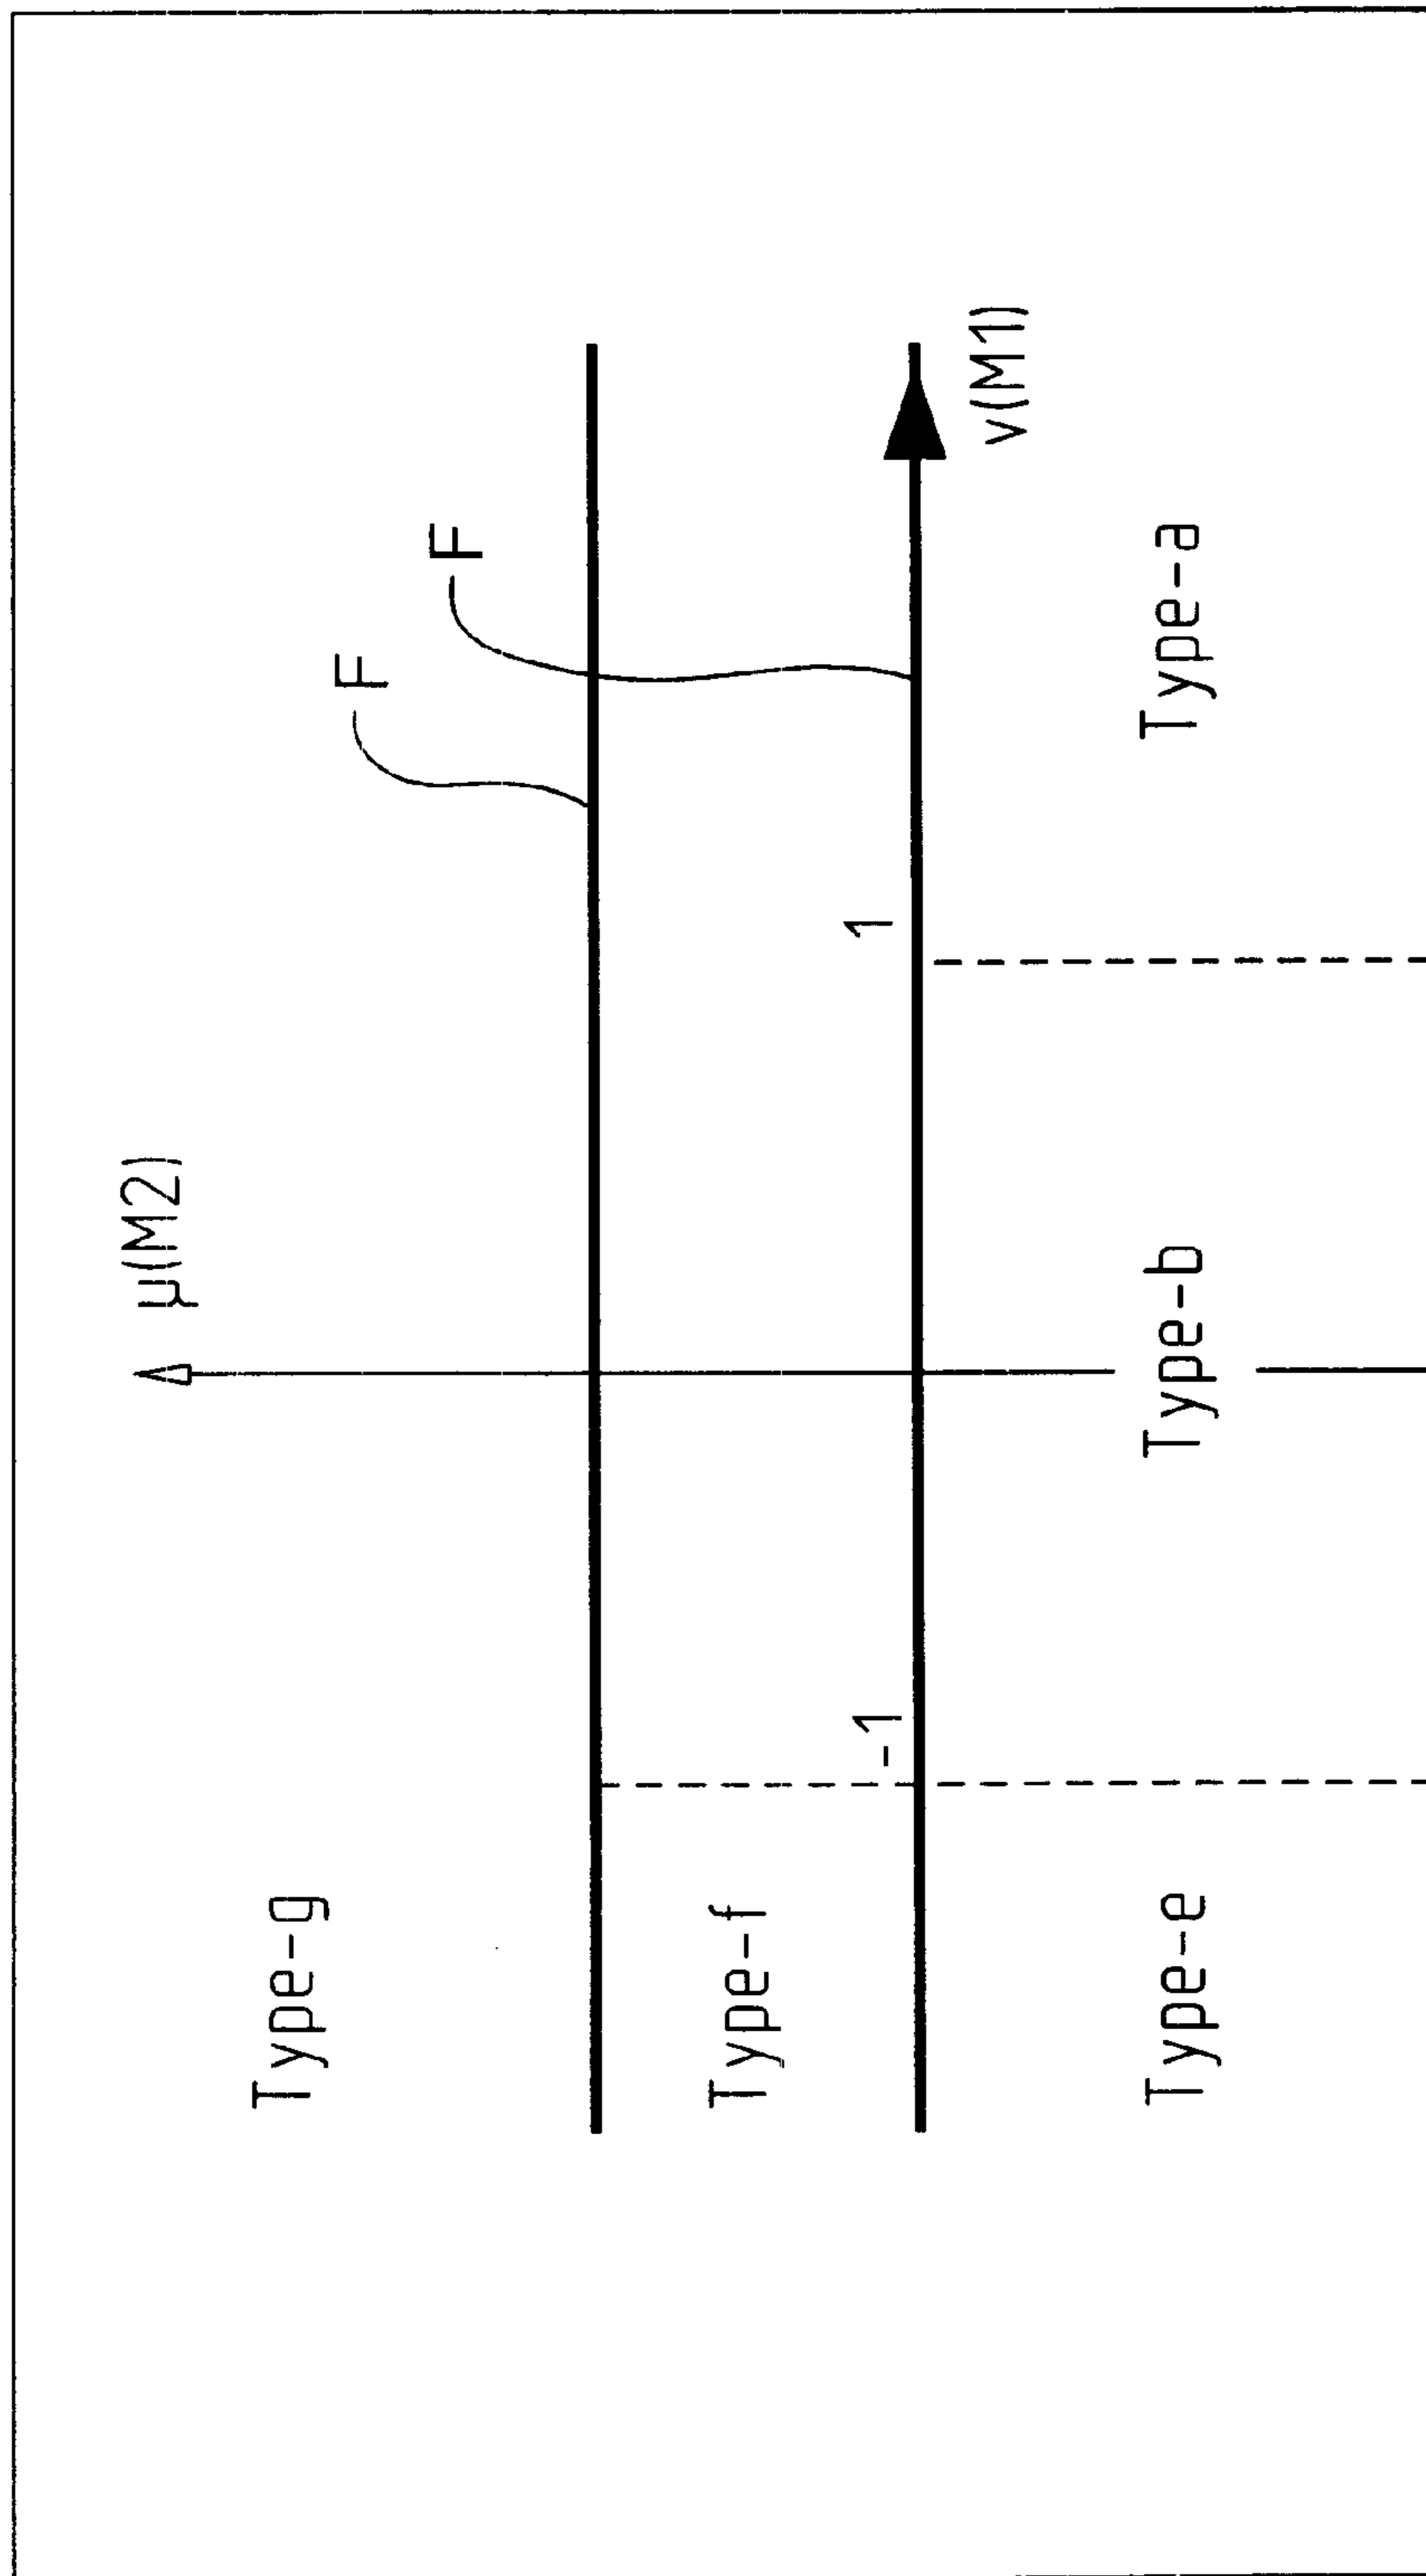 µ(M2)
Type-g
F
F
Type-f
-1
1
v(M1)
Type-e
Type-b
Type-a